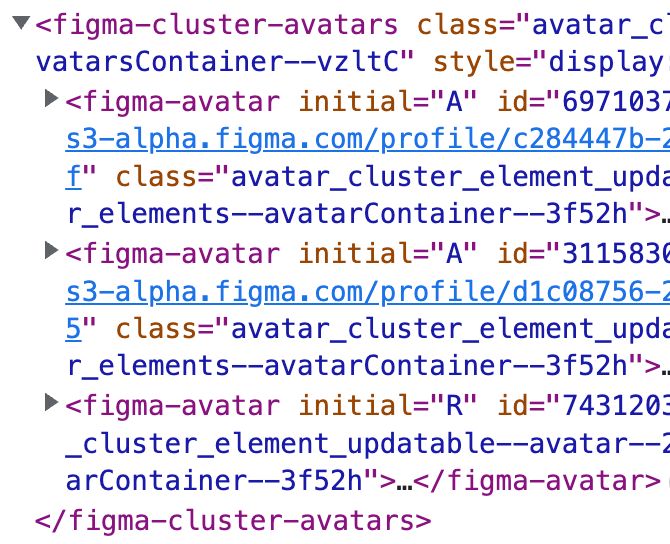 ▼<figma-cluster-avatars class="avatar_c
vatarsContainer--vzltC" style="display
▶<figma-avatar initial="A" id="6971037
s3-alpha.figma.com/profile/c284447b-2
f" class="avatar_cluster_element_upda
r_elements--avatarContainer--3f52h">…
▶<figma-avatar initial="A" id="3115830
s3-alpha.figma.com/profile/d1c08756-2
5" class="avatar_cluster_element_upda
r_elements--avatarContainer--3f52h">…
▶<figma-avatar initial="R" id="7431203
_cluster_element_updatable--avatar--2
arContainer--3f52h">…</figma-avatar>
</figma-cluster-avatars>